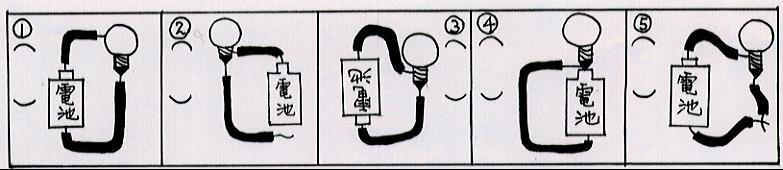 ① ( ) 電池
② ( ) 電池
電池 ③ ( )
④ ( ) 電池
⑤ ( ) 電池